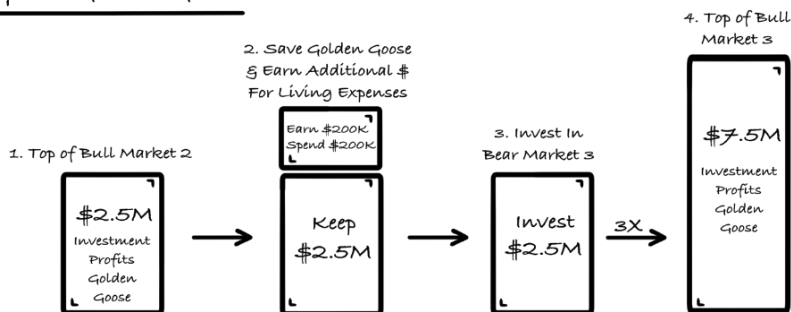 1. Top of Bull Market 2
$2.5M
Investment
Profits
Golden
Goose
2. Save Golden Goose
& Earn Additional $
For Living Expenses
Earn $200K
Spend $200K
Keep
$2.5M
3. Invest In
Bear Market 3
Invest
$2.5M
3X
4. Top of Bull
Market 3
$7.5M
Investment
Profits
Golden
Goose